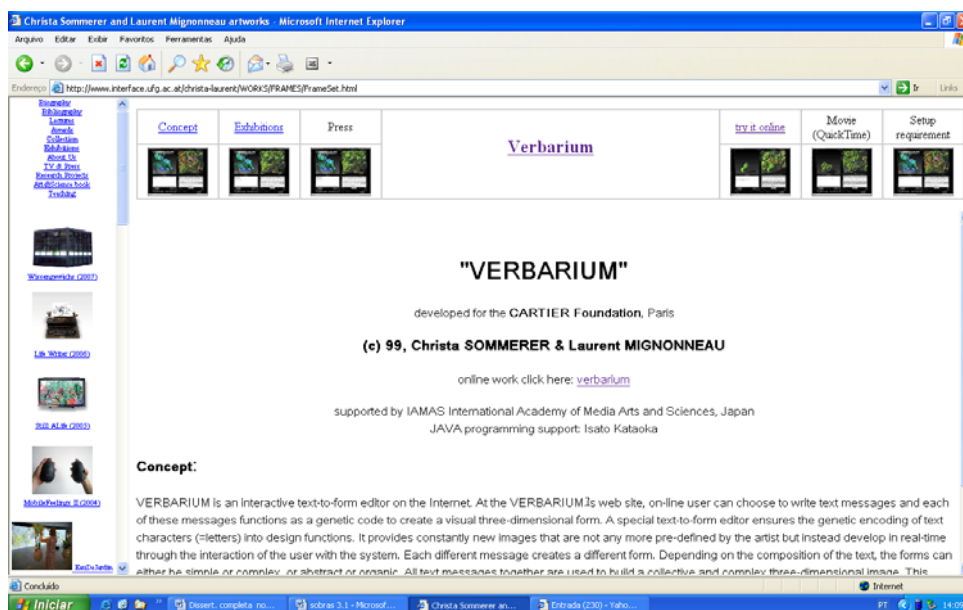 Christa Sommerer and Laurent Mignonneau artworks - Microsoft Internet Explorer
Arquivo Editar Exibir Favoritos Ferramentas Ajuda
Endereço http://www.interface.ufg.ac.at/christa-laurent/WORKS/FRAMES/FrameSet.html Ir Links
Biography
Bibliography
Lectures
Awards
Collection
Exhibitions
About Us
TV & Press
Research Projects
Art@Science book
Teaching
Wissensgewächs (2007)
Life Writer (2006)
Still ALife (2005)
MobileFeelings II (2004)
Concept Exhibitions Press Verbarium try it online Movie (QuickTime) Setup requirement
"VERBARIUM"
developed for the CARTIER Foundation, Paris
(c) 99, Christa SOMMERER & Laurent MIGNONNEAU
online work click here: verbarium
supported by IAMAS International Academy of Media Arts and Sciences, Japan
JAVA programming support: Isato Kataoka
Concept:
VERBARIUM is an interactive text-to-form editor on the Internet. At the VERBARIUM's web site, on-line user can choose to write text messages and each
of these messages functions as a genetic code to create a visual three-dimensional form. A special text-to-form editor ensures the genetic encoding of text
characters (=letters) into design functions. It provides constantly new images that are not any more pre-defined by the artist but instead develop in real-time
through the interaction of the user with the system. Each different message creates a different form. Depending on the composition of the text, the forms can
either be simple or complex, or abstract or organic. All text messages together are used to build a collective and complex three-dimensional image. This
Concluído Internet
Iniciar Dissert. completa no... sobras 3.1 - Microsof... Christa Sommerer an... Entrada (230) - Yaho... PT 14:09